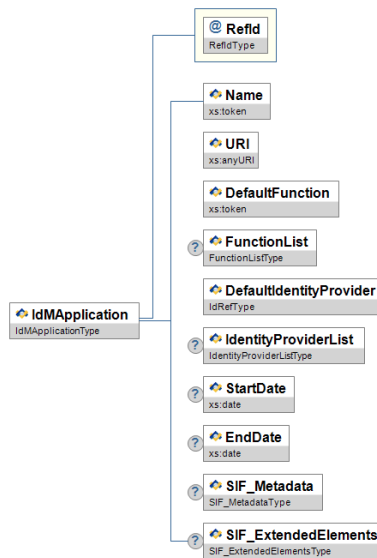 @ RefId
RefIdType
Name
xs:token
URI
xs:anyURI
DefaultFunction
xs:token
? FunctionList
FunctionListType
DefaultIdentityProvider
IdRefType
IdMApplication
IdMApplicationType
? IdentityProviderList
IdentityProviderListType
? StartDate
xs:date
? EndDate
xs:date
? SIF_Metadata
SIF_MetadataType
? SIF_ExtendedElements
SIF_ExtendedElementsType